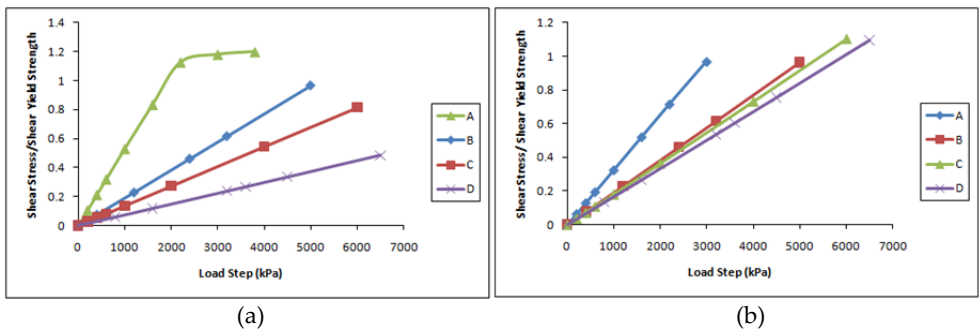 Shear Stress/Shear Yield Strength
1.4
1.2
1
0.8
0.6
0.4
0.2
0
0 1000 2000 3000 4000 5000 6000 7000
Load Step (kPa)
A
B
C
D
(a)
Shear Stress/ Shear Yield Strength
1.2
1
0.8
0.6
0.4
0.2
0
0 1000 2000 3000 4000 5000 6000 7000
Load Step (kPa)
A
B
C
D
(b)